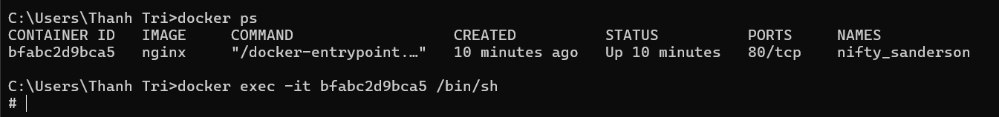 C:\Users\Thanh Tri>docker ps
CONTAINER ID   IMAGE     COMMAND                  CREATED          STATUS          PORTS     NAMES
bfabc2d9bca5   nginx     "/docker-entrypoint.…"   10 minutes ago   Up 10 minutes   80/tcp    nifty_sanderson
C:\Users\Thanh Tri>docker exec -it bfabc2d9bca5 /bin/sh
#